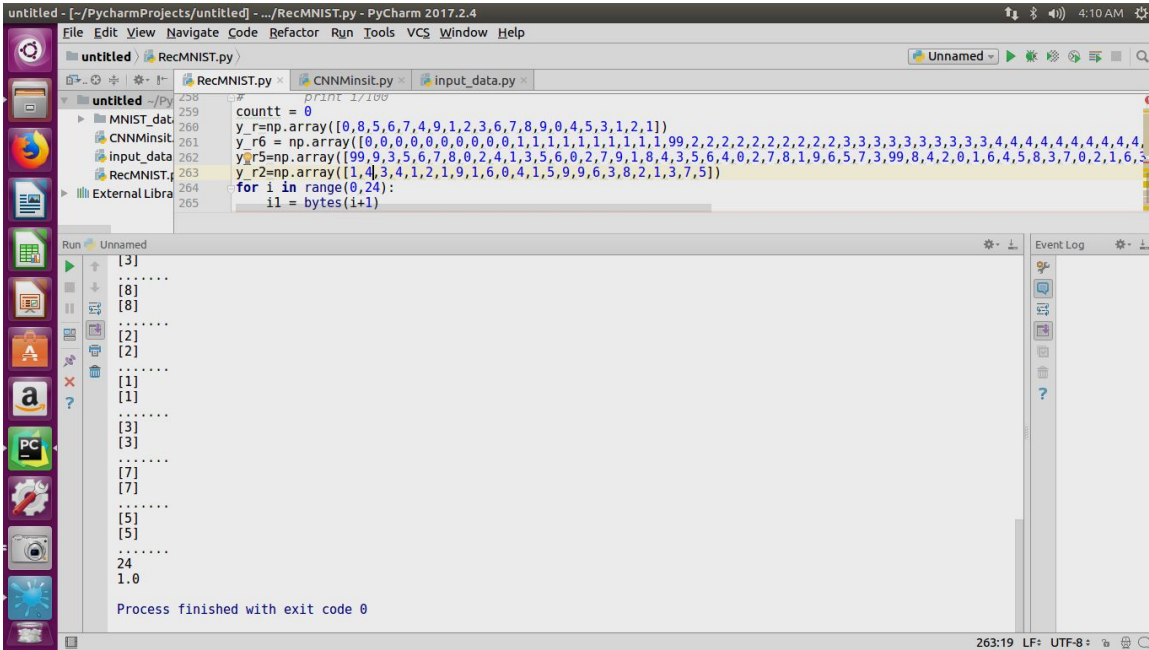 untitled - [~/PycharmProjects/untitled] - .../RecMNIST.py - PyCharm 2017.2.4
4:10 AM
File Edit View Navigate Code Refactor Run Tools VCS Window Help
untitled RecMNIST.py
Unnamed
RecMNIST.py CNNMinsit.py input_data.py
untitled ~/Py
MNIST_dat
CNNMinsit.
input_data
RecMNIST.p
External Libra
258 # print i/100
259 countt = 0
260 y_r=np.array([0,8,5,6,7,4,9,1,2,3,6,7,8,9,0,4,5,3,1,2,1])
261 y_r6 = np.array([0,0,0,0,0,0,0,0,0,0,1,1,1,1,1,1,1,1,1,1,99,2,2,2,2,2,2,2,2,2,2,3,3,3,3,3,3,3,3,3,3,4,4,4,4,4,4,4,4,4,
262 y_r5=np.array([99,9,3,5,6,7,8,0,2,4,1,3,5,6,0,2,7,9,1,8,4,3,5,6,4,0,2,7,8,1,9,6,5,7,3,99,8,4,2,0,1,6,4,5,8,3,7,0,2,1,6,3
263 y_r2=np.array([1,4,3,4,1,2,1,9,1,6,0,4,1,5,9,9,6,3,8,2,1,3,7,5])
264 for i in range(0,24):
265 i1 = bytes(i+1)
Run Unnamed
Event Log
[3]
.......
[8]
[8]
.......
[2]
[2]
.......
[1]
[1]
.......
[3]
[3]
.......
[7]
[7]
.......
[5]
[5]
.......
24
1.0
Process finished with exit code 0
263:19 LF UTF-8